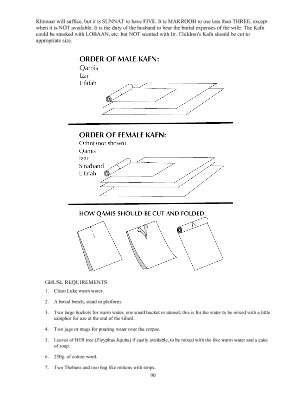 Khimaar will suffice, but it is SUNNAT to have FIVE. It is MAKROOH to use less than THREE, except
when it is NOT available. It is the duty of the husband to bear the burial expenses of the wife. The Kafn
could be smoked with LOBAAN, etc. but NOT scented with Itr. Children's Kafn should be cut to
appropriate size.
ORDER OF MALE KAFN:
Qamis
Izar
Lifafah
ORDER OF FEMALE KAFN:
Orhni (not shown)
Qamis
Izar
Sinaband
Lifafah
HOW QAMIS SHOULD BE CUT AND FOLDED
GHUSL REQUIREMENTS
1. Clean Luke warm water.
2. A broad bench, stand or platform.
3. Two large buckets for warm water, one small bucket or utensil, this is for the water to be mixed with a little
camphor for use at the end of the Ghusl.
4. Two jugs or mugs for pouring water over the corpse.
5. Leaves of BER tree (Zizyphus Jujuba) if easily available, to be mixed with the luke warm water and a cake
of soap.
6. 250g. of cotton wool.
7. Two Thabans and two bag like mittens with strips.
90